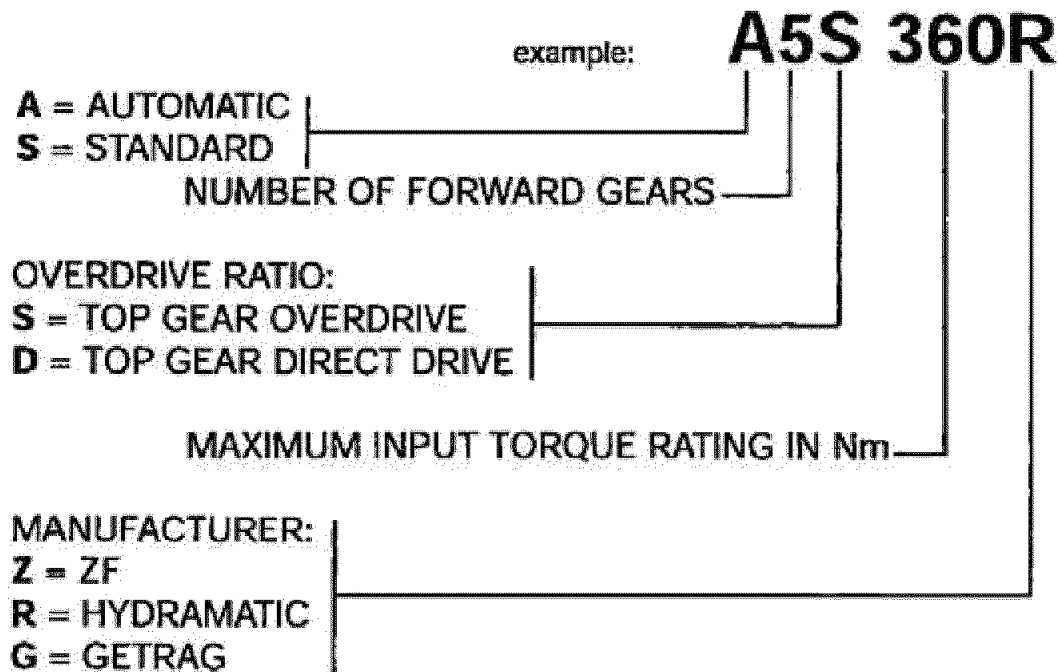 example: A5S 360R
A = AUTOMATIC
S = STANDARD
NUMBER OF FORWARD GEARS
OVERDRIVE RATIO:
S = TOP GEAR OVERDRIVE
D = TOP GEAR DIRECT DRIVE
MAXIMUM INPUT TORQUE RATING IN Nm
MANUFACTURER:
Z = ZF
R = HYDRAMATIC
G = GETRAG